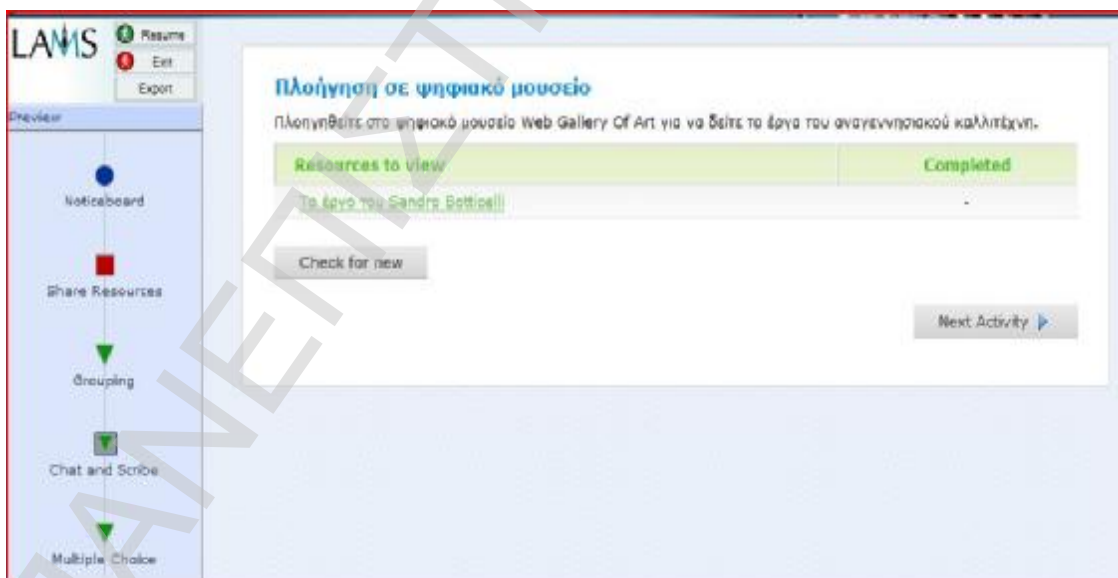 LAMS
Resume
Exit
Export
Preview
Noticeboard
Share Resources
Grouping
Chat and Scribe
Multiple Choice
Πλοήγηση σε ψηφιακό μουσείο
Πλοηγηθείτε στο ψηφιακό μουσείο Web Gallery Of Art για να δείτε τα έργα του αναγεννησιακού καλλιτέχνη.
Resources to view Completed
Το έργο του Sandro Botticelli -
Check for new
Next Activity